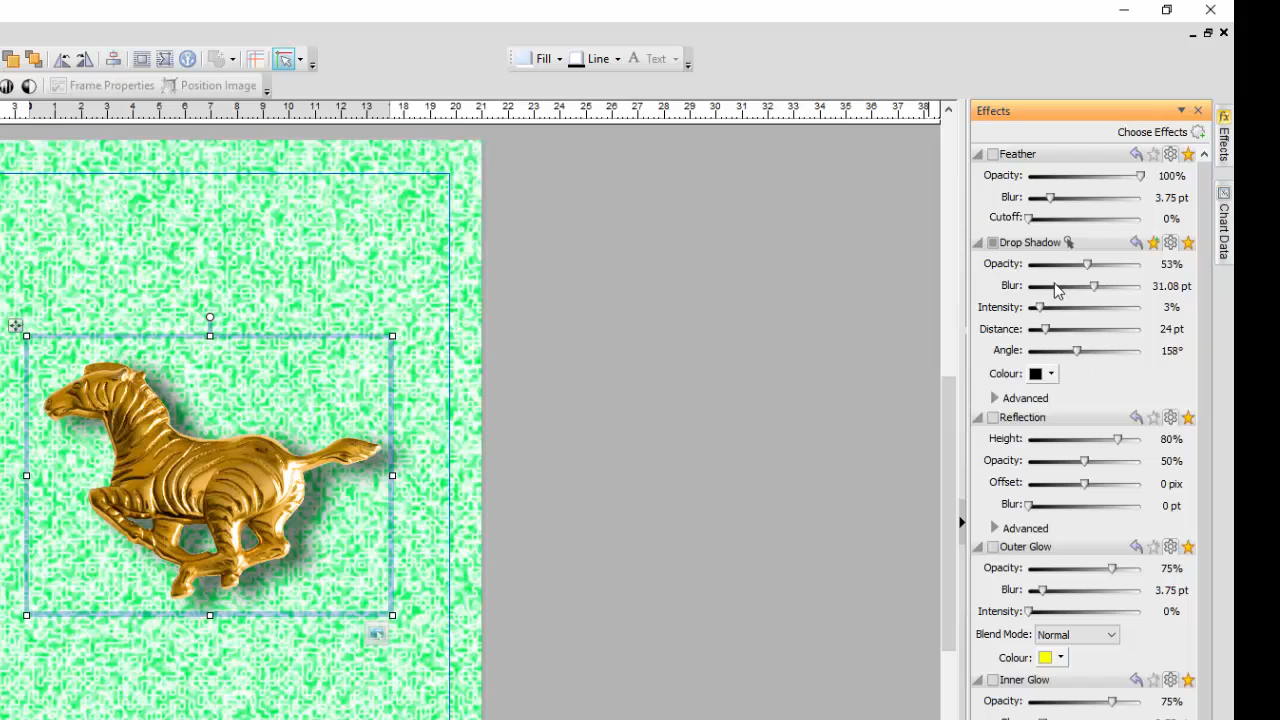 Fill Line Text
Frame Properties Position Image
3 1 2 3 4 5 6 7 8 9 10 11 12 13 18 19 20 21 22 23 24 25 26 27 28 29 30 31 32 33 34 35 36 37 38
Effects
Choose Effects
Feather
Opacity: 100%
Blur: 3.75 pt
Cutoff: 0%
Drop Shadow
Opacity: 53%
Blur: 31.08 pt
Intensity: 3%
Distance: 24 pt
Angle: 158°
Colour:
Advanced
Reflection
Height: 80%
Opacity: 50%
Offset: 0 pix
Blur: 0 pt
Advanced
Outer Glow
Opacity: 75%
Blur: 3.75 pt
Intensity: 0%
Blend Mode: Normal
Colour:
Inner Glow
Opacity: 75%
fx
Effects
Chart Data